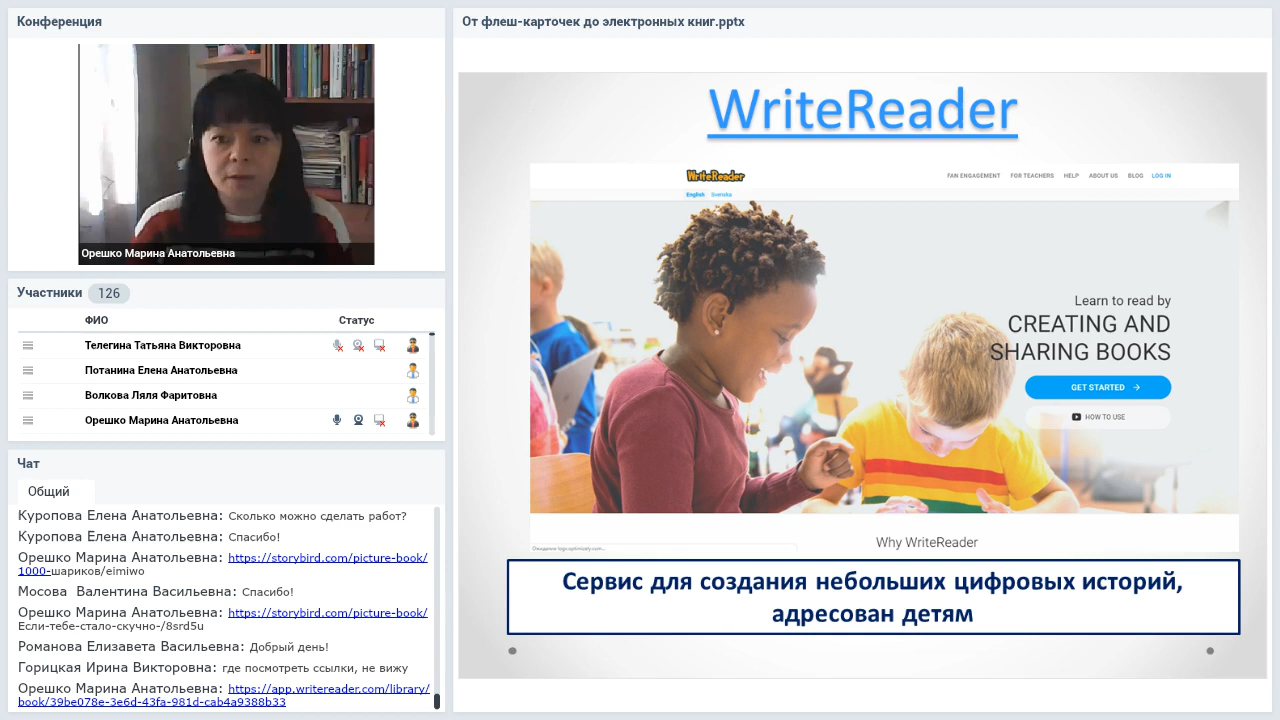 Конференция
Орешко Марина Анатольевна
Участники 126
ФИО Статус
Телегина Татьяна Викторовна
Потанина Елена Анатольевна
Волкова Ляля Фаритовна
Орешко Марина Анатольевна
Чат
Общий
Куропова Елена Анатольевна: Сколько можно сделать работ?
Куропова Елена Анатольевна: Спасибо!
Орешко Марина Анатольевна: https://storybird.com/picture-book/
1000-шариков/eimiwo
Мосова Валентина Васильевна: Спасибо!
Орешко Марина Анатольевна: https://storybird.com/picture-book/
Если-тебе-стало-скучно-/8srd5u
Романова Елизавета Васильевна: Добрый день!
Горицкая Ирина Викторовна: где посмотреть ссылки, не вижу
Орешко Марина Анатольевна: https://app.writereader.com/library/
book/39be078e-3e6d-43fa-981d-cab4a9388b33
От флеш-карточек до электронных книг.pptx
WriteReader
WriteReader
FAN ENGAGEMENT FOR TEACHERS HELP ABOUT US BLOG LOG IN
English Svenska
Learn to read by
CREATING AND
SHARING BOOKS
GET STARTED
HOW TO USE
Why WriteReader
Сервис для создания небольших цифровых историй,
адресован детям